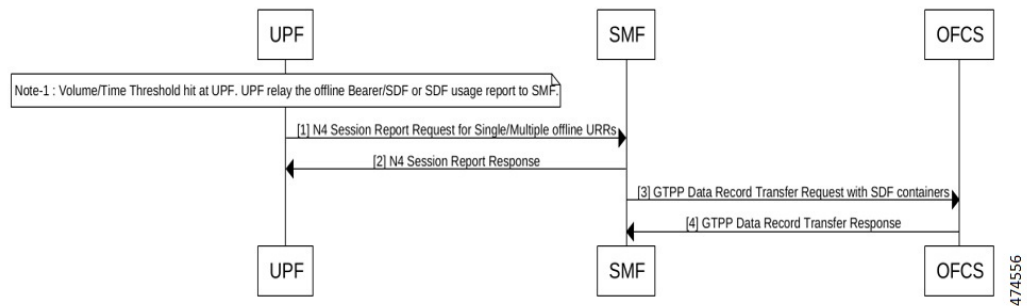 UPF
SMF
OFCS
Note-1 : Volume/Time Threshold hit at UPF. UPF relay the offline Bearer/SDF or SDF usage report to SMF.
[1] N4 Session Report Request for Single/Multiple offline URRs
[2] N4 Session Report Response
[3] GTPP Data Record Transfer Request with SDF containers
[4] GTPP Data Record Transfer Response
UPF
SMF
OFCS
474556